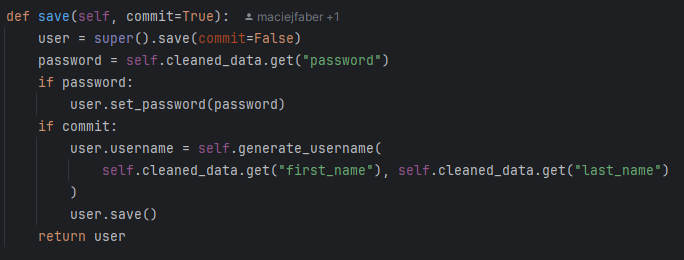 def save(self, commit=True): maciejfaber +1
    user = super().save(commit=False)
    password = self.cleaned_data.get("password")
    if password:
        user.set_password(password)
    if commit:
        user.username = self.generate_username(
            self.cleaned_data.get("first_name"), self.cleaned_data.get("last_name")
        )
        user.save()
    return user